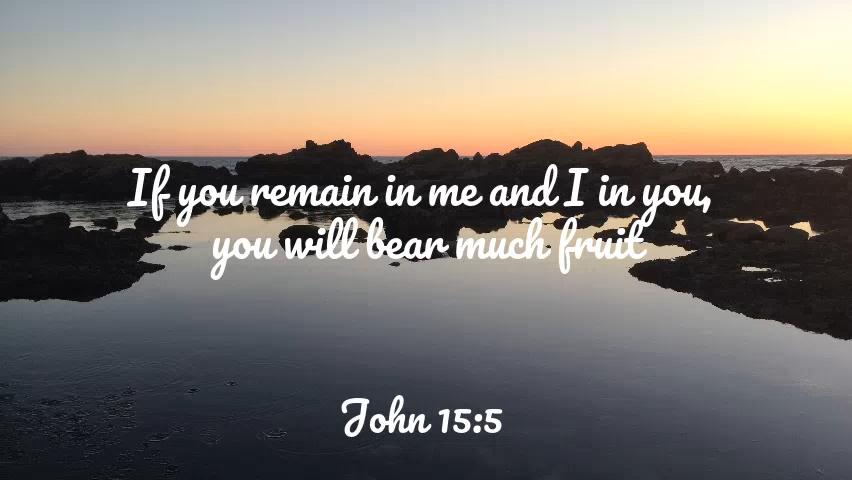 If you remain in me and I in you,
you will bear much fruit
John 15:5